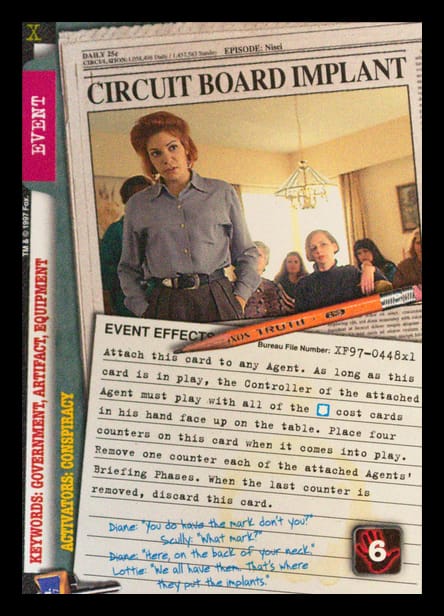 X
DAILY 25¢ EPISODE: Nisei
CIRCULATION: 1,058,496 Daily / 1,457,563 Sunday
CIRCUIT BOARD IMPLANT
EVENT
TM & © 1997 Fox.
KEYWORDS: GOVERNMENT, ARTIFACT, EQUIPMENT
ACTIVATORS: CONSPIRACY
TRUTH
EVENT EFFECTS
Bureau File Number: XF97-0448x1
Attach this card to any Agent. As long as this
card is in play, the Controller of the attached
Agent must play with all of the cost cards
in his hand face up on the table. Place four
counters on this card when it comes into play.
Remove one counter each of the attached Agents'
Briefing Phases. When the last counter is
removed, discard this card.
Diane: "You do have the mark don't you?"
Scully: "What mark?"
Diane: "Here, on the back of your neck."
Lottie: "We all have them. That's where
they put the implants."
6